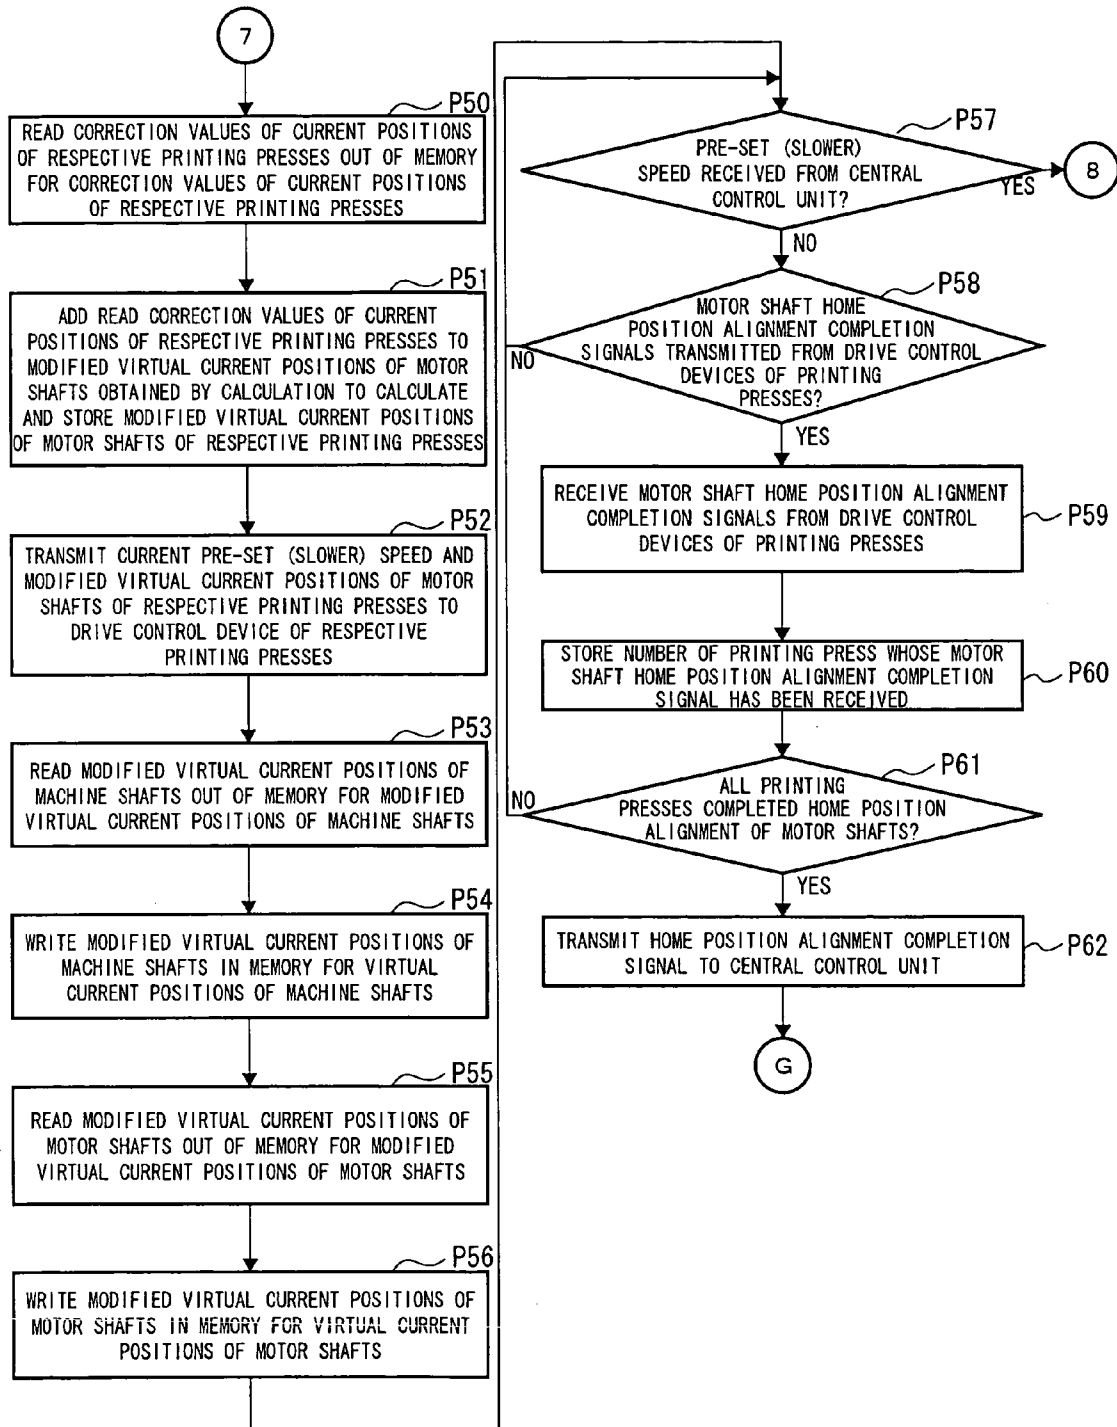 7
P50
READ CORRECTION VALUES OF CURRENT POSITIONS
OF RESPECTIVE PRINTING PRESSES OUT OF MEMORY
FOR CORRECTION VALUES OF CURRENT POSITIONS
OF RESPECTIVE PRINTING PRESSES
P51
ADD READ CORRECTION VALUES OF CURRENT
POSITIONS OF RESPECTIVE PRINTING PRESSES TO
MODIFIED VIRTUAL CURRENT POSITIONS OF MOTOR
SHAFTS OBTAINED BY CALCULATION TO CALCULATE
AND STORE MODIFIED VIRTUAL CURRENT POSITIONS
OF MOTOR SHAFTS OF RESPECTIVE PRINTING PRESSES
P52
TRANSMIT CURRENT PRE-SET (SLOWER) SPEED AND
MODIFIED VIRTUAL CURRENT POSITIONS OF MOTOR
SHAFTS OF RESPECTIVE PRINTING PRESSES TO
DRIVE CONTROL DEVICE OF RESPECTIVE
PRINTING PRESSES
P53
READ MODIFIED VIRTUAL CURRENT POSITIONS OF
MACHINE SHAFTS OUT OF MEMORY FOR MODIFIED
VIRTUAL CURRENT POSITIONS OF MACHINE SHAFTS
P54
WRITE MODIFIED VIRTUAL CURRENT POSITIONS OF
MACHINE SHAFTS IN MEMORY FOR VIRTUAL
CURRENT POSITIONS OF MACHINE SHAFTS
P55
READ MODIFIED VIRTUAL CURRENT POSITIONS OF
MOTOR SHAFTS OUT OF MEMORY FOR MODIFIED
VIRTUAL CURRENT POSITIONS OF MOTOR SHAFTS
P56
WRITE MODIFIED VIRTUAL CURRENT POSITIONS OF
MOTOR SHAFTS IN MEMORY FOR VIRTUAL CURRENT
POSITIONS OF MOTOR SHAFTS
P57
PRE-SET (SLOWER)
SPEED RECEIVED FROM CENTRAL
CONTROL UNIT?
YES
8
NO
P58
MOTOR SHAFT HOME
POSITION ALIGNMENT COMPLETION
SIGNALS TRANSMITTED FROM DRIVE CONTROL
DEVICES OF PRINTING
PRESSES?
NO
YES
RECEIVE MOTOR SHAFT HOME POSITION ALIGNMENT
COMPLETION SIGNALS FROM DRIVE CONTROL
DEVICES OF PRINTING PRESSES
P59
STORE NUMBER OF PRINTING PRESS WHOSE MOTOR
SHAFT HOME POSITION ALIGNMENT COMPLETION
SIGNAL HAS BEEN RECEIVED
P60
P61
ALL PRINTING
PRESSES COMPLETED HOME POSITION
ALIGNMENT OF MOTOR SHAFTS?
NO
YES
TRANSMIT HOME POSITION ALIGNMENT COMPLETION
SIGNAL TO CENTRAL CONTROL UNIT
P62
G